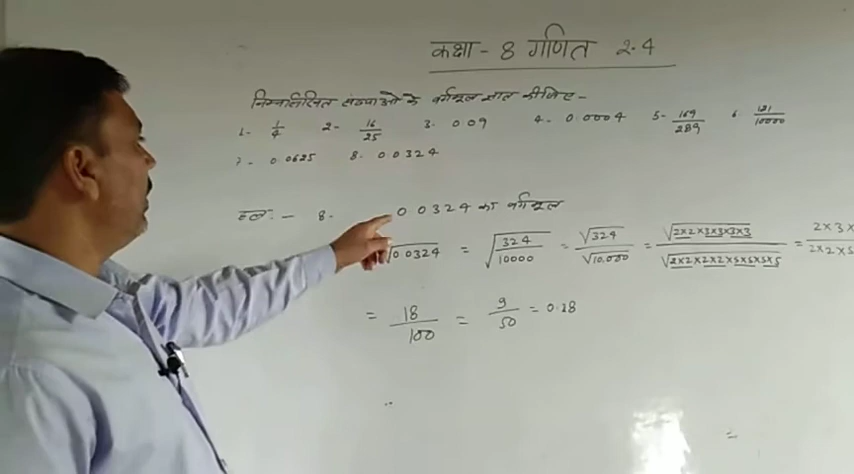 कक्षा - 8 गणित 2.4
निम्नलिखित संख्याओं के वर्गमूल ज्ञात कीजिए -
1- 1/4 2- 16/25 3- 0.09 4- 0.0004 5- 169/289 6- 121/10000
7- 0.0625 8- 0.0324
हल: - 8- 0.0324 का वर्गमूल
√0.0324 = √(324/10000) = √324/√10,000 = √(2×2×3×3×3×3)/√(2×2×2×2×5×5×5×5) = 2×3×/2×2×5
= 18/100 = 9/50 = 0.18
=